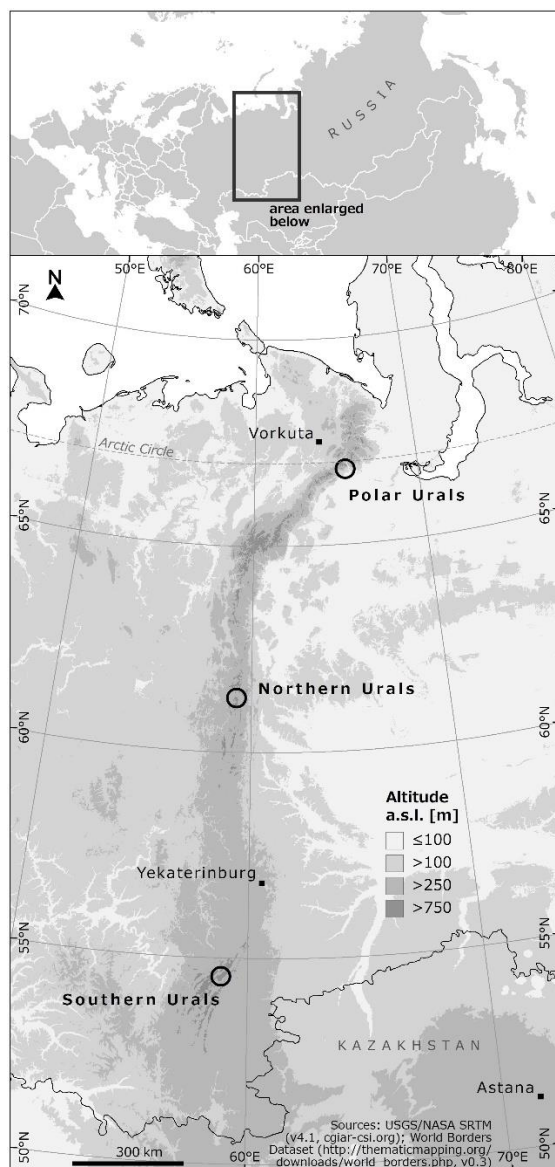 RUSSIA
area enlarged
below
50°E
60°E
70°E
80°E
70°N
70°N
N
Vorkuta
Arctic Circle
Polar Urals
65°N
65°N
Northern Urals
60°N
60°N
Altitude
a.s.l. [m]
≤100
>100
>250
>750
Yekaterinburg
55°N
55°N
Southern Urals
KAZAKHSTAN
Astana
Sources: USGS/NASA SRTM
(v4.1, cgiar-csi.org); World Borders
Dataset (http://thematicmapping.org/
downloads/world_borders.php, v0.3)
50°N
50°N
300 km
60°E
70°E